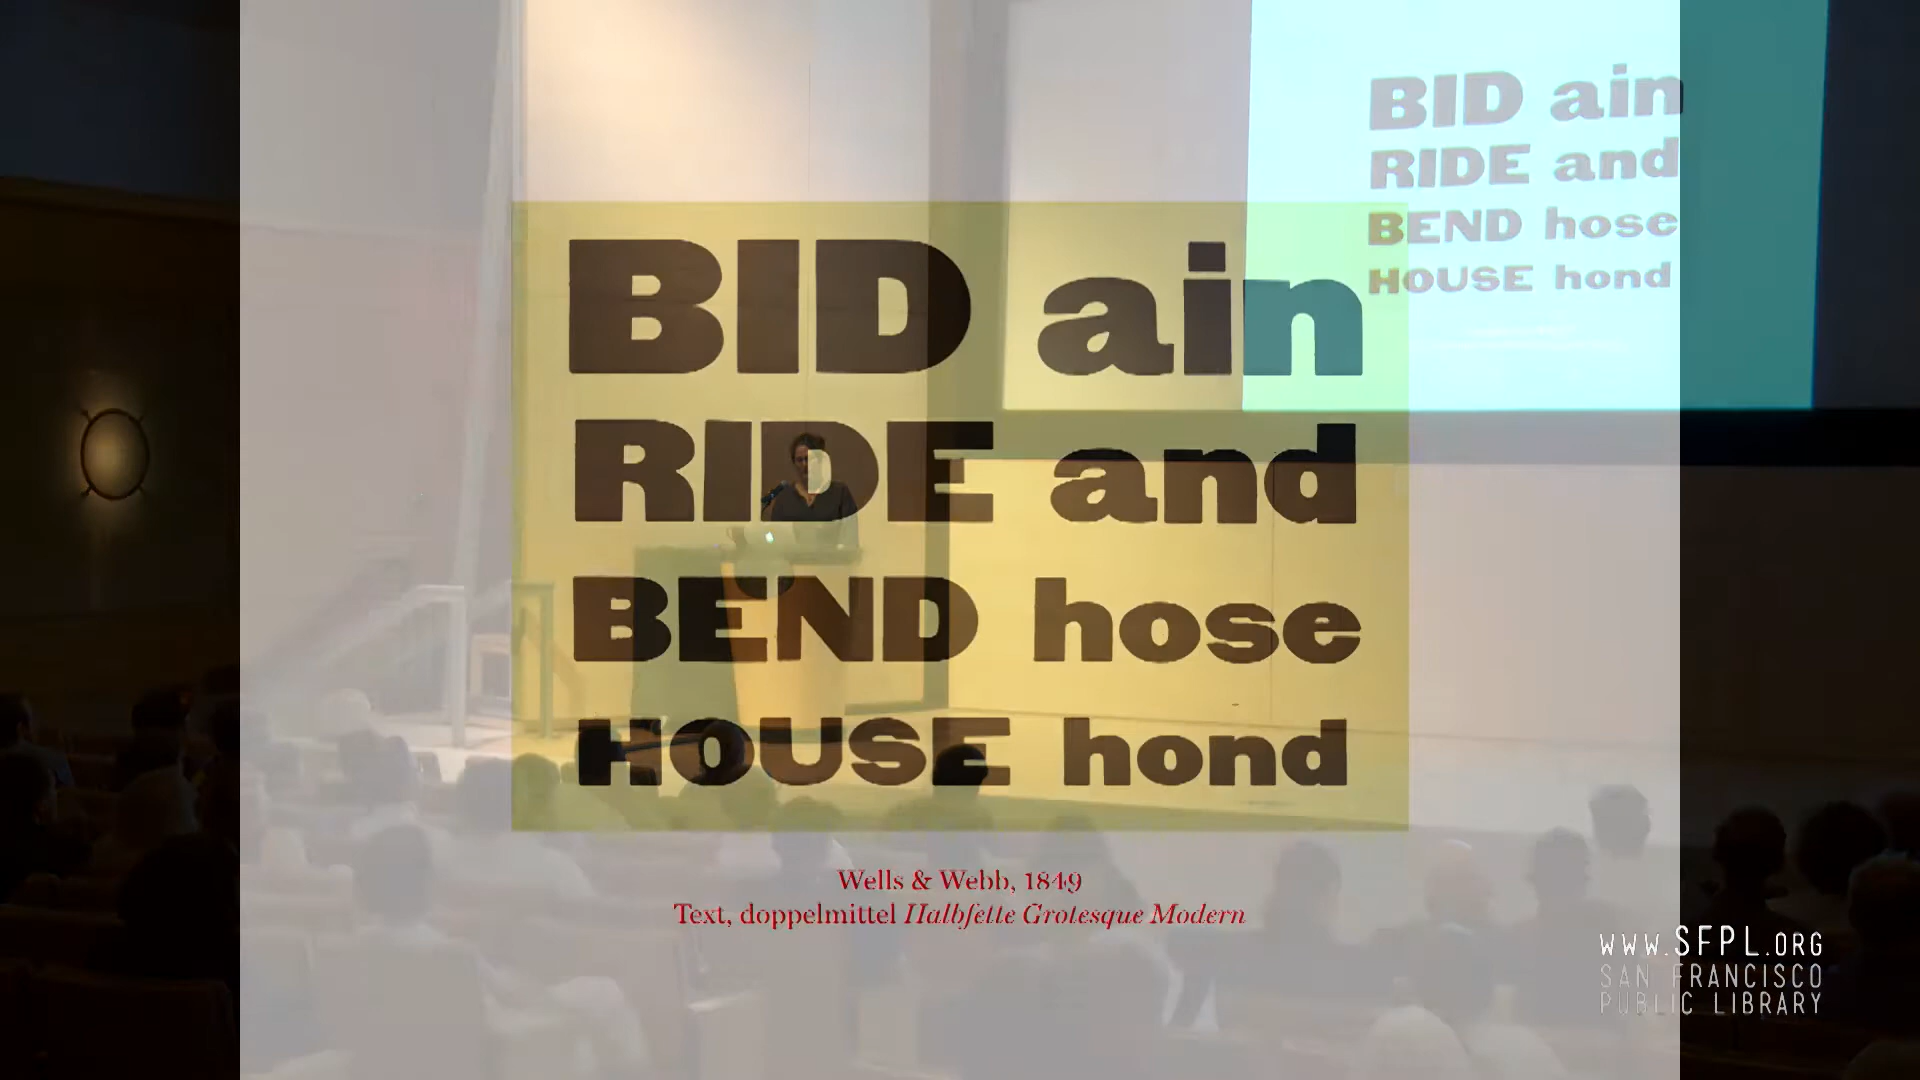 BID ain
RIDE and
BEND hose
HOUSE hond
BID ain
RIDE and
BEND hose
HOUSE hond
Wells & Webb, 1849
Text, doppelmittel Halbfette Grotesque Modern
WWW.SFPL.ORG
SAN FRANCISCO
PUBLIC LIBRARY